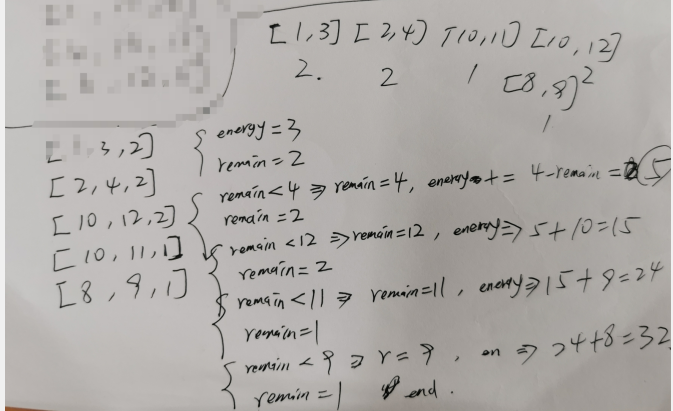 [1,3] [2,4] [10,11] [10,12]
2. 2 1 2
[8,9]
1
, 3, 2]
[2, 4, 2]
[10, 12, 2]
[10, 11, 1]
[8, 9, 1]
{ energy = 3
remain = 2
{ remain < 4 ⇒ remain = 4, energy += 4 - remain = 5
remain = 2
{ remain < 12 ⇒ remain = 12, energy ⇒ 5 + 10 = 15
remain = 2
{ remain < 11 ⇒ remain = 11, energy ⇒ 15 + 9 = 24
remain = 1
{ remain < 9 ⇒ r = 9, en ⇒ 24 + 8 = 32
remain = 1 end.